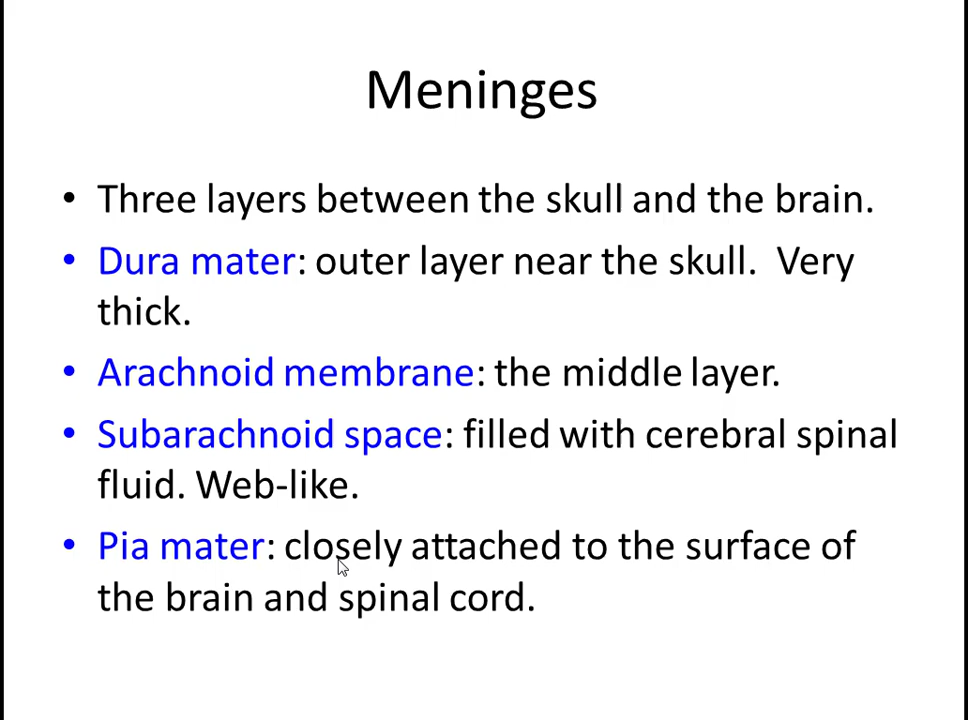 Meninges
• Three layers between the skull and the brain.
• Dura mater: outer layer near the skull.  Very
thick.
• Arachnoid membrane: the middle layer.
• Subarachnoid space: filled with cerebral spinal
fluid. Web-like.
• Pia mater: closely attached to the surface of
the brain and spinal cord.